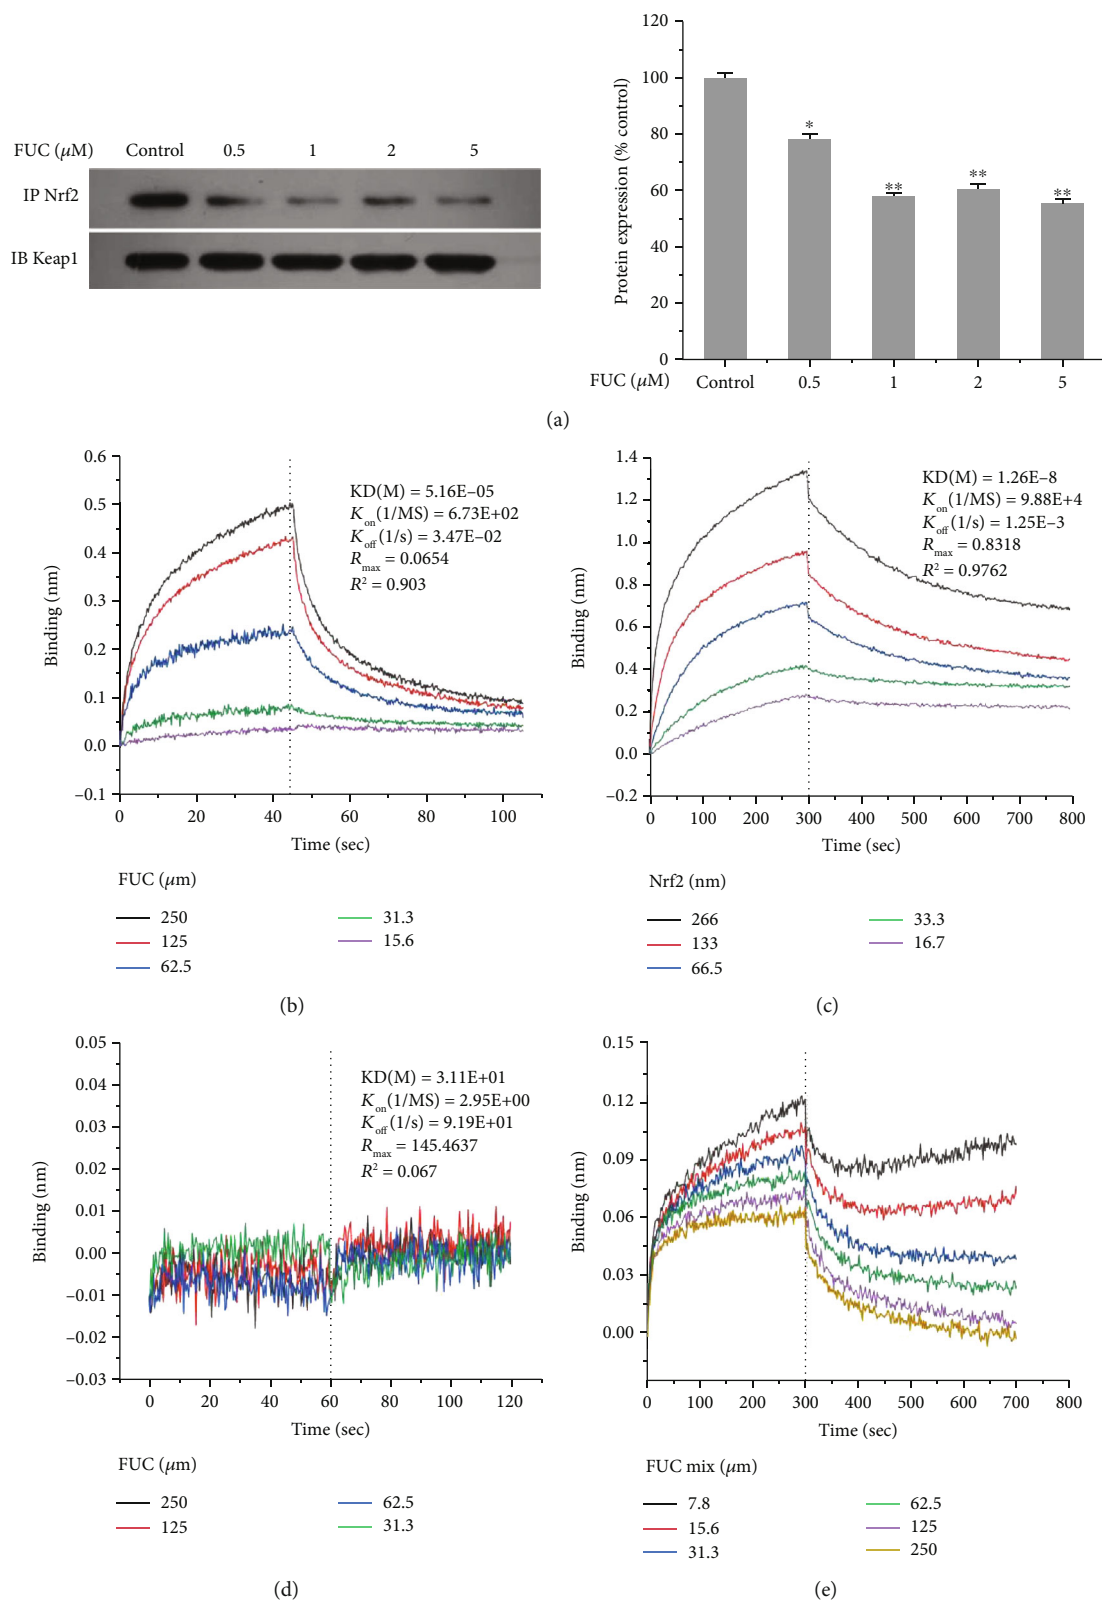 FUC (μM) Control 0.5 1 2 5
IP Nrf2
IB Keap1
Protein expression (% control)
120
100
80
60
40
20
0
*
**
**
**
FUC (μM) Control 0.5 1 2 5
(a)
Binding (nm)
0.6
0.5
0.4
0.3
0.2
0.1
0.0
–0.1
KD(M) = 5.16E–05
Kon(1/MS) = 6.73E+02
Koff(1/s) = 3.47E–02
Rmax = 0.0654
R² = 0.903
0 20 40 60 80 100
Time (sec)
FUC (μm)
250
125
62.5
31.3
15.6
(b)
Binding (nm)
1.4
1.2
1.0
0.8
0.6
0.4
0.2
0.0
–0.2
KD(M) = 1.26E–8
Kon(1/MS) = 9.88E+4
Koff(1/s) = 1.25E–3
Rmax = 0.8318
R² = 0.9762
0 100 200 300 400 500 600 700 800
Time (sec)
Nrf2 (nm)
266
133
66.5
33.3
16.7
(c)
Binding (nm)
0.05
0.04
0.03
0.02
0.01
0.00
–0.01
–0.02
–0.03
KD(M) = 3.11E+01
Kon(1/MS) = 2.95E+00
Koff(1/s) = 9.19E+01
Rmax = 145.4637
R² = 0.067
0 20 40 60 80 100 120
Time (sec)
FUC (μm)
250
125
62.5
31.3
(d)
Binding (nm)
0.15
0.12
0.09
0.06
0.03
0.00
0 100 200 300 400 500 600 700 800
Time (sec)
FUC mix (μm)
7.8
15.6
31.3
62.5
125
250
(e)